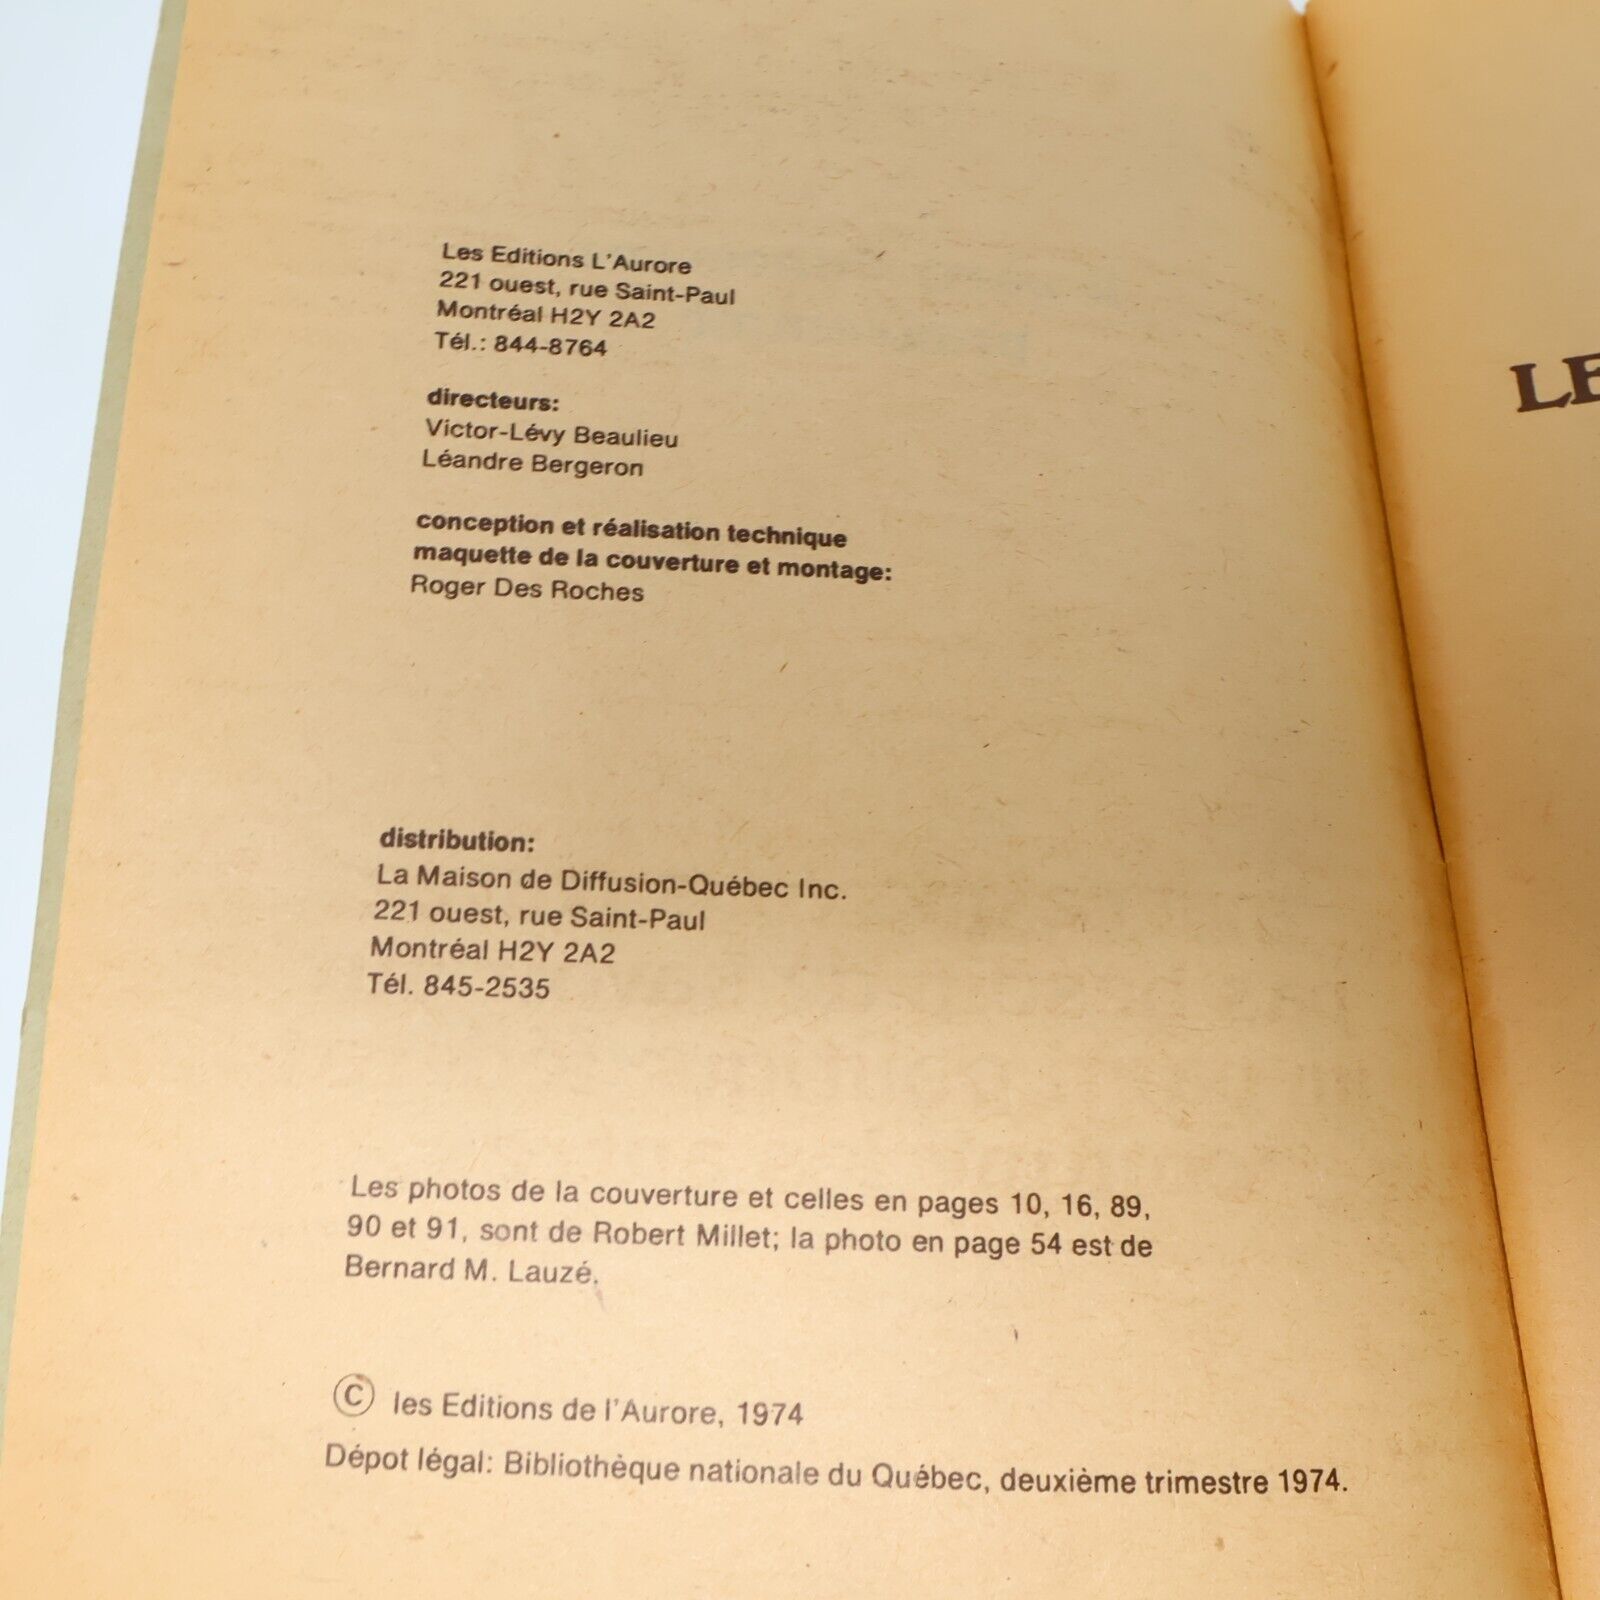 Les Editions L'Aurore
221 ouest, rue Saint-Paul
Montréal H2Y 2A2
Tél.: 844-8764
directeurs:
Victor-Lévy Beaulieu
Léandre Bergeron
conception et réalisation technique
maquette de la couverture et montage:
Roger Des Roches
distribution:
La Maison de Diffusion-Québec Inc.
221 ouest, rue Saint-Paul
Montréal H2Y 2A2
Tél. 845-2535
Les photos de la couverture et celles en pages 10, 16, 89,
90 et 91, sont de Robert Millet; la photo en page 54 est de
Bernard M. Lauzé.
© les Editions de l'Aurore, 1974
Dépot légal: Bibliothèque nationale du Québec, deuxième trimestre 1974.
LE